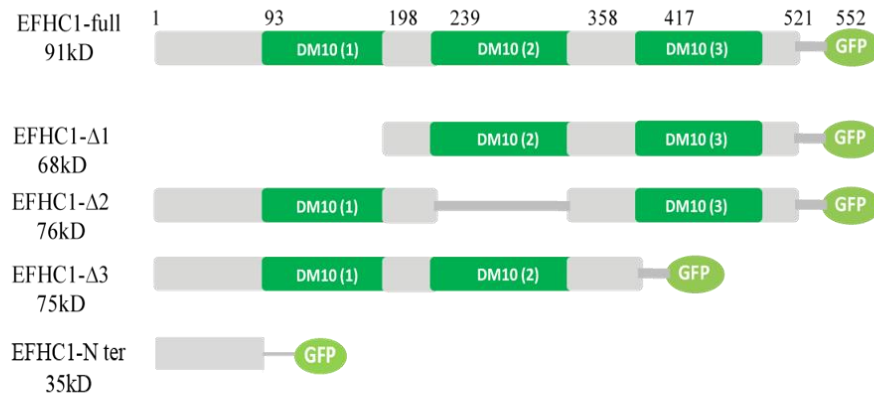 1 93 198 239 358 417 521 552
EFHC1-full DM10 (1) DM10 (2) DM10 (3) GFP
91kD
EFHC1-Δ1 DM10 (2) DM10 (3) GFP
68kD
EFHC1-Δ2 DM10 (1) DM10 (3) GFP
76kD
EFHC1-Δ3 DM10 (1) DM10 (2) GFP
75kD
EFHC1-N ter GFP
35kD